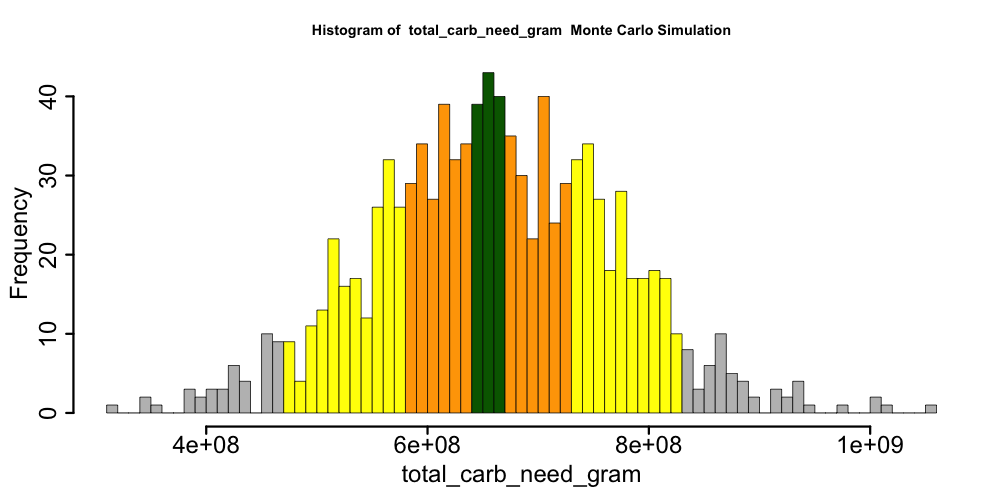 Histogram of  total_carb_need_gram  Monte Carlo Simulation
Frequency
40
30
20
10
0
4e+08 6e+08 8e+08 1e+09
total_carb_need_gram